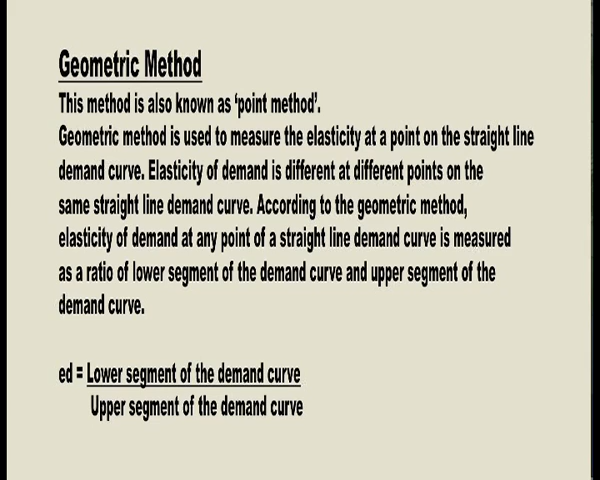 Geometric Method
This method is also known as ‘point method’.
Geometric method is used to measure the elasticity at a point on the straight line
demand curve. Elasticity of demand is different at different points on the
same straight line demand curve. According to the geometric method,
elasticity of demand at any point of a straight line demand curve is measured
as a ratio of lower segment of the demand curve and upper segment of the
demand curve.
ed = Lower segment of the demand curve
Upper segment of the demand curve